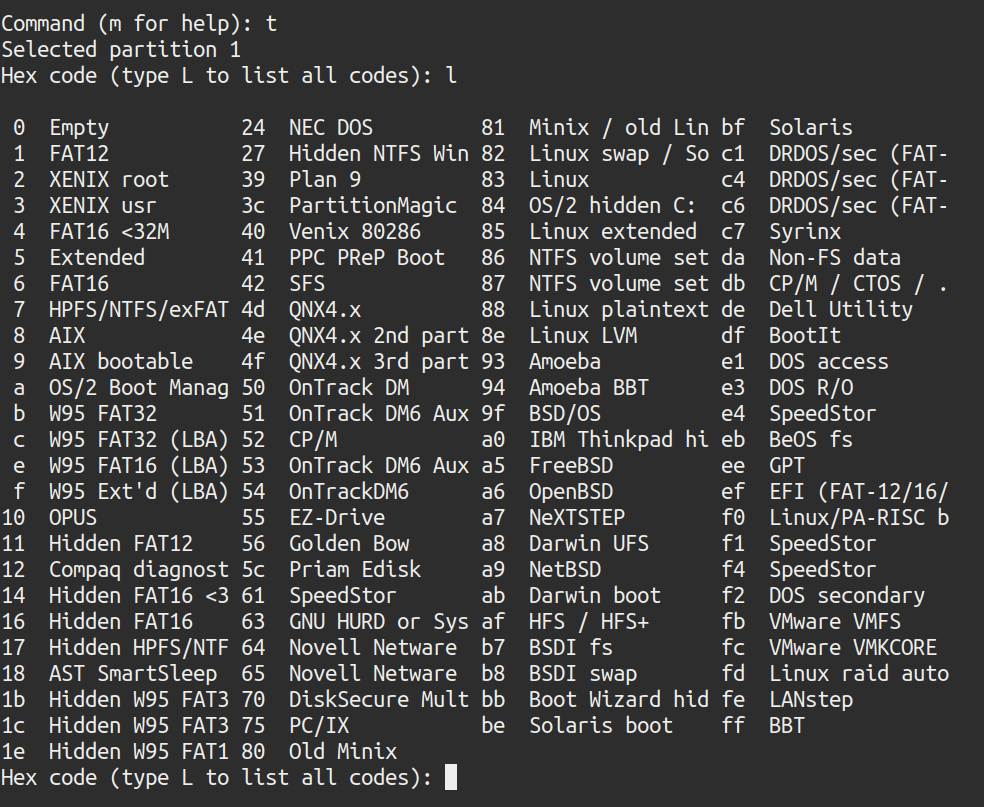 Command (m for help): t
Selected partition 1
Hex code (type L to list all codes): l

 0  Empty           24  NEC DOS         81  Minix / old Lin bf  Solaris
 1  FAT12           27  Hidden NTFS Win 82  Linux swap / So c1  DRDOS/sec (FAT-
 2  XENIX root      39  Plan 9          83  Linux           c4  DRDOS/sec (FAT-
 3  XENIX usr       3c  PartitionMagic  84  OS/2 hidden C:  c6  DRDOS/sec (FAT-
 4  FAT16 <32M      40  Venix 80286     85  Linux extended  c7  Syrinx
 5  Extended        41  PPC PReP Boot   86  NTFS volume set da  Non-FS data
 6  FAT16           42  SFS             87  NTFS volume set db  CP/M / CTOS / .
 7  HPFS/NTFS/exFAT 4d  QNX4.x          88  Linux plaintext de  Dell Utility
 8  AIX             4e  QNX4.x 2nd part 8e  Linux LVM       df  BootIt
 9  AIX bootable    4f  QNX4.x 3rd part 93  Amoeba          e1  DOS access
 a  OS/2 Boot Manag 50  OnTrack DM      94  Amoeba BBT      e3  DOS R/O
 b  W95 FAT32       51  OnTrack DM6 Aux 9f  BSD/OS          e4  SpeedStor
 c  W95 FAT32 (LBA) 52  CP/M            a0  IBM Thinkpad hi eb  BeOS fs
 e  W95 FAT16 (LBA) 53  OnTrack DM6 Aux a5  FreeBSD         ee  GPT
 f  W95 Ext'd (LBA) 54  OnTrackDM6      a6  OpenBSD         ef  EFI (FAT-12/16/
10  OPUS            55  EZ-Drive        a7  NeXTSTEP        f0  Linux/PA-RISC b
11  Hidden FAT12    56  Golden Bow      a8  Darwin UFS      f1  SpeedStor
12  Compaq diagnost 5c  Priam Edisk     a9  NetBSD          f4  SpeedStor
14  Hidden FAT16 <3 61  SpeedStor       ab  Darwin boot     f2  DOS secondary
16  Hidden FAT16    63  GNU HURD or Sys af  HFS / HFS+      fb  VMware VMFS
17  Hidden HPFS/NTF 64  Novell Netware  b7  BSDI fs         fc  VMware VMKCORE
18  AST SmartSleep  65  Novell Netware  b8  BSDI swap       fd  Linux raid auto
1b  Hidden W95 FAT3 70  DiskSecure Mult bb  Boot Wizard hid fe  LANstep
1c  Hidden W95 FAT3 75  PC/IX           be  Solaris boot    ff  BBT
1e  Hidden W95 FAT1 80  Old Minix
Hex code (type L to list all codes):